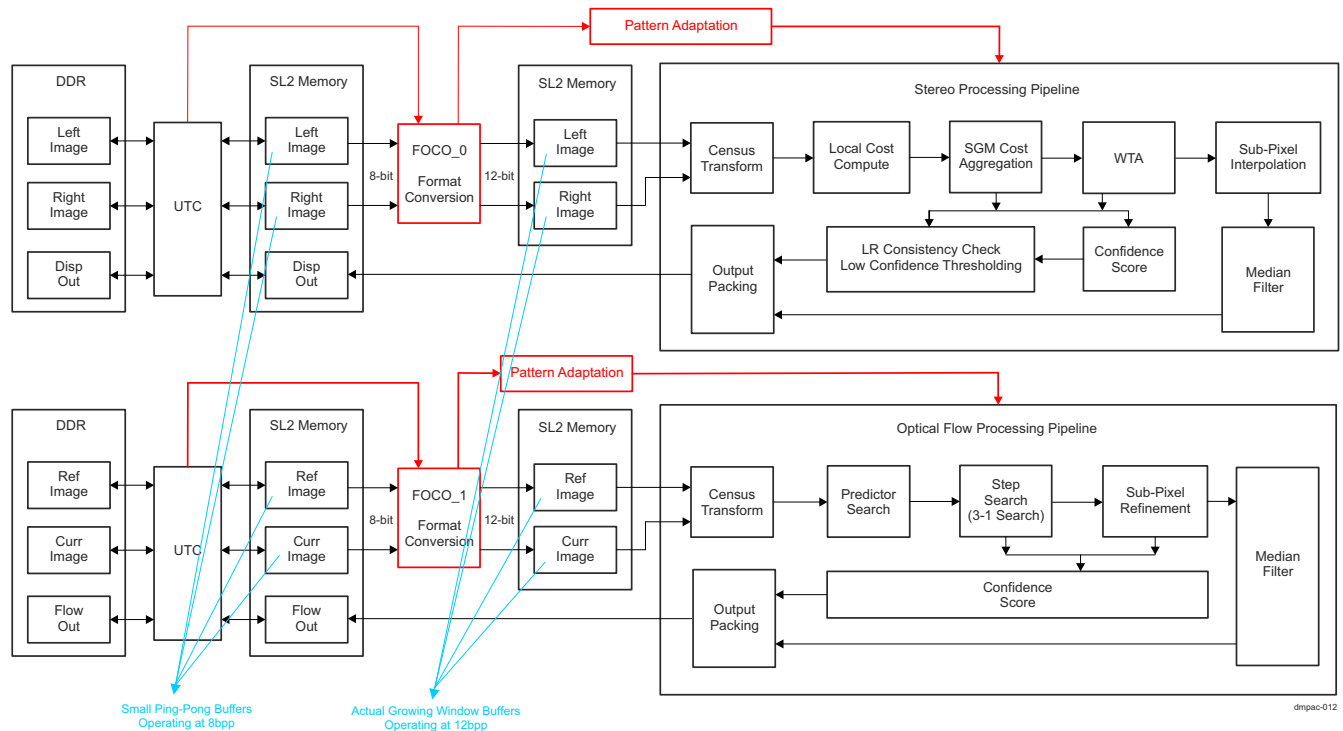 Pattern Adaptation
DDR
Left
Image
Right
Image
Disp
Out
UTC
SL2 Memory
Left
Image
Right
Image
Disp
Out
8-bit
FOCO_0
Format
Conversion
12-bit
SL2 Memory
Left
Image
Right
Image
Stereo Processing Pipeline
Census
Transform
Local Cost
Compute
SGM Cost
Aggregation
WTA
Sub-Pixel
Interpolation
Output
Packing
LR Consistency Check
Low Confidence Thresholding
Confidence
Score
Median
Filter
Pattern Adaptation
DDR
Ref
Image
Curr
Image
Flow
Out
UTC
SL2 Memory
Ref
Image
Curr
Image
Flow
Out
8-bit
FOCO_1
Format
Conversion
12-bit
SL2 Memory
Ref
Image
Curr
Image
Optical Flow Processing Pipeline
Census
Transform
Predictor
Search
Step
Search
(3-1 Search)
Sub-Pixel
Refinement
Median
Filter
Output
Packing
Confidence
Score
Small Ping-Pong Buffers
Operating at 8bpp
Actual Growing Window Buffers
Operating at 12bpp
dmpac-012